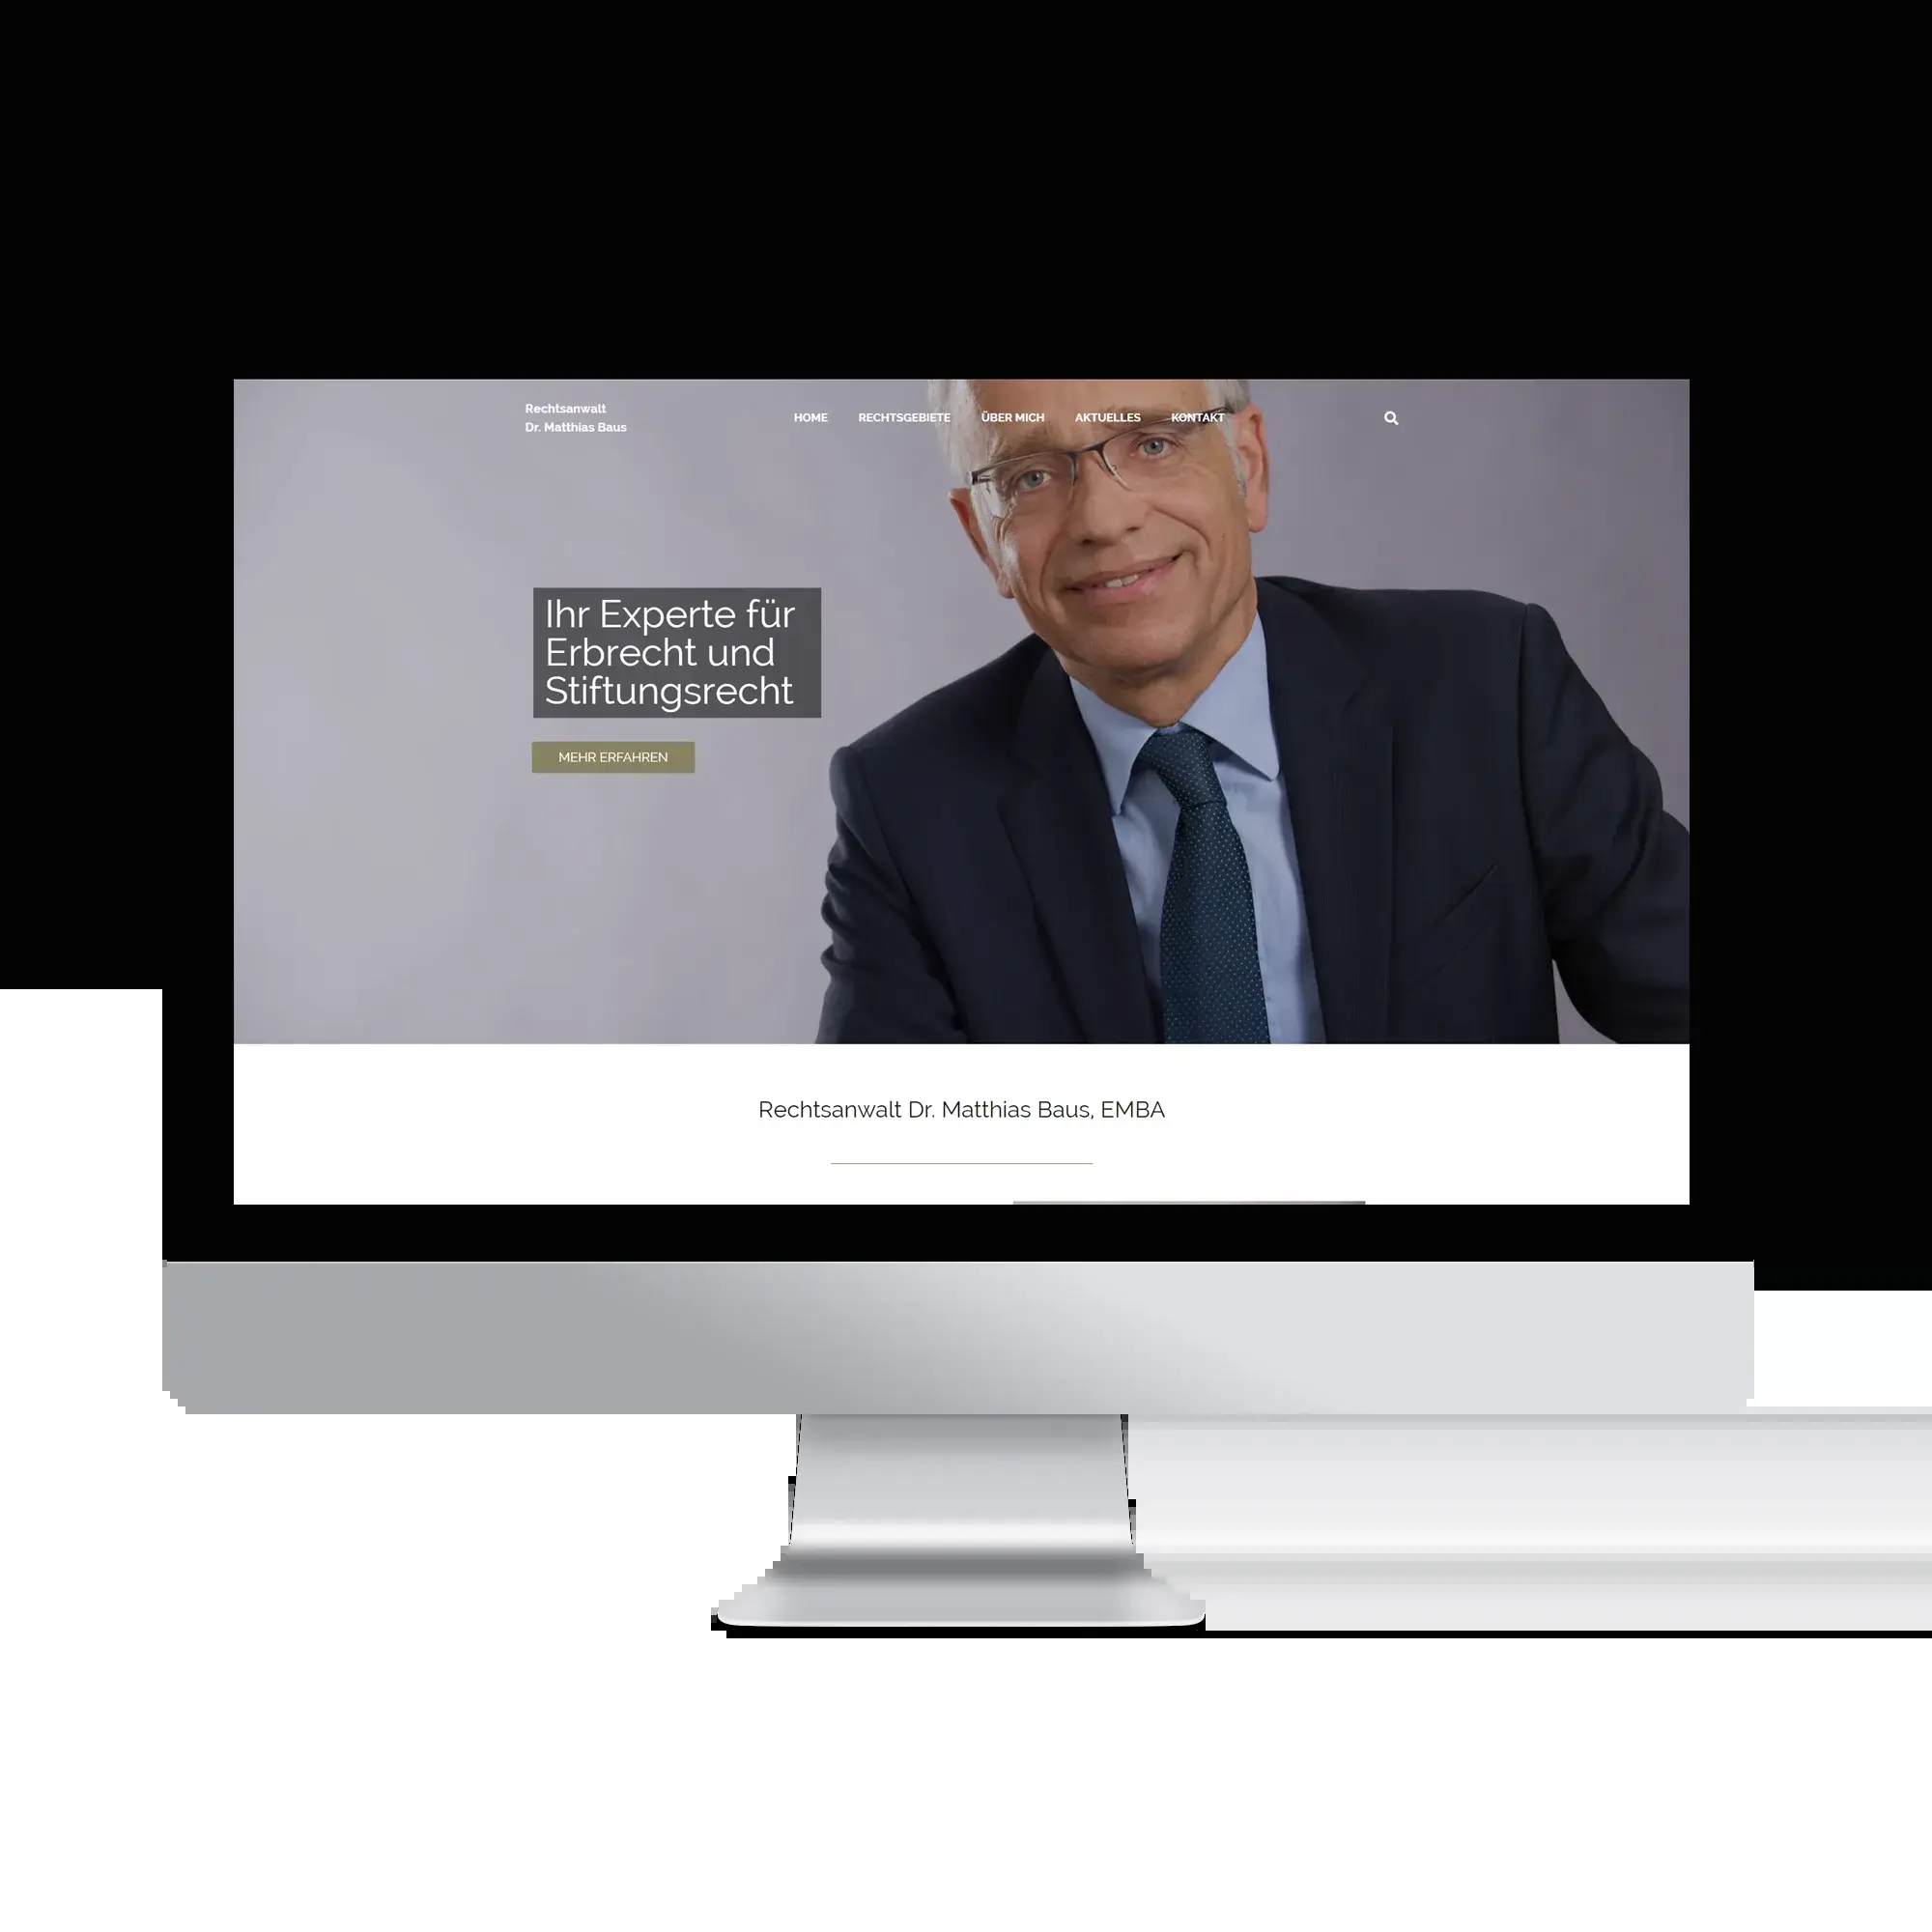 Rechtsanwalt
Dr. Matthias Baus
HOME RECHTSGEBIETE ÜBER MICH AKTUELLES KONTAKT
Ihr Experte für
Erbrecht und
Stiftungsrecht
MEHR ERFAHREN
Rechtsanwalt Dr. Matthias Baus, EMBA